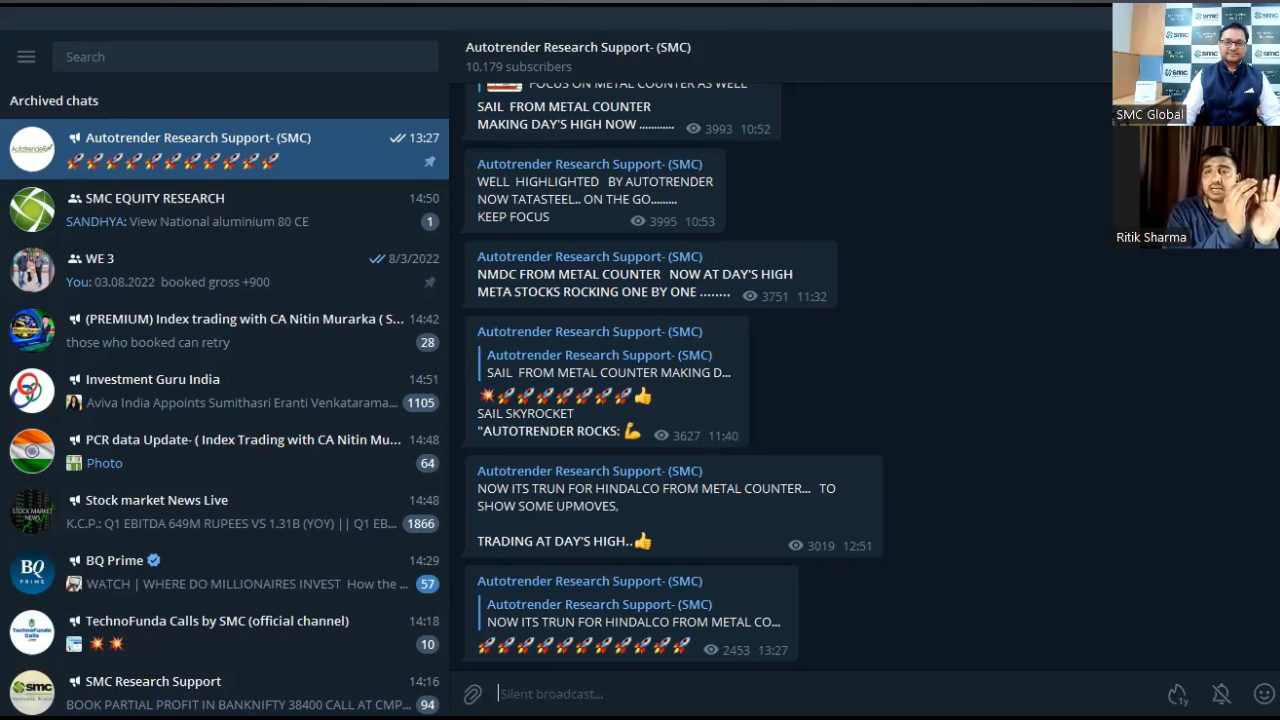 Search
Archived chats
Autotrender Research Support- (SMC)
13:27
🚀🚀🚀🚀🚀🚀🚀🚀🚀🚀🚀
SMC EQUITY RESEARCH
14:50
SANDHYA: View National aluminium 80 CE
1
WE 3
8/3/2022
You: 03.08.2022 booked gross +900
(PREMIUM) Index trading with CA Nitin Murarka ( S...
14:42
those who booked can retry
28
Investment Guru India
14:51
Aviva India Appoints Sumithasri Eranti Venkatarama...
1105
PCR data Update- ( Index Trading with CA Nitin Mu...
14:48
Photo
64
Stock market News Live
14:48
K.C.P.: Q1 EBITDA 649M RUPEES VS 1.31B (YOY) || Q1 EB...
1866
BQ Prime
14:29
WATCH | WHERE DO MILLIONAIRES INVEST How the ...
57
TechnoFunda Calls by SMC (official channel)
14:18
💥💥
10
SMC Research Support
14:16
BOOK PARTIAL PROFIT IN BANKNIFTY 38400 CALL AT CMP...
94
Autotrender Research Support- (SMC)
10,179 subscribers
FOCUS ON METAL COUNTER AS WELL
SAIL FROM METAL COUNTER
MAKING DAY'S HIGH NOW ...........
3993 10:52
Autotrender Research Support- (SMC)
WELL HIGHLIGHTED BY AUTOTRENDER
NOW TATASTEEL.. ON THE GO.........
KEEP FOCUS
3995 10:53
Autotrender Research Support- (SMC)
NMDC FROM METAL COUNTER NOW AT DAY'S HIGH
META STOCKS ROCKING ONE BY ONE ........
3751 11:32
Autotrender Research Support- (SMC)
Autotrender Research Support- (SMC)
SAIL FROM METAL COUNTER MAKING D...
💥🚀🚀🚀🚀🚀🚀🚀👍
SAIL SKYROCKET
"AUTOTRENDER ROCKS: 💪
3627 11:40
Autotrender Research Support- (SMC)
NOW ITS TRUN FOR HINDALCO FROM METAL COUNTER... TO
SHOW SOME UPMOVES,
TRADING AT DAY'S HIGH..👍
3019 12:51
Autotrender Research Support- (SMC)
Autotrender Research Support- (SMC)
NOW ITS TRUN FOR HINDALCO FROM METAL CO...
🚀🚀🚀🚀🚀🚀🚀🚀🚀🚀🚀
2453 13:27
Silent broadcast...
1y
SMC Global
Ritik Sharma
BQ
PRIME
STOCK MARKET
NEWS
smc